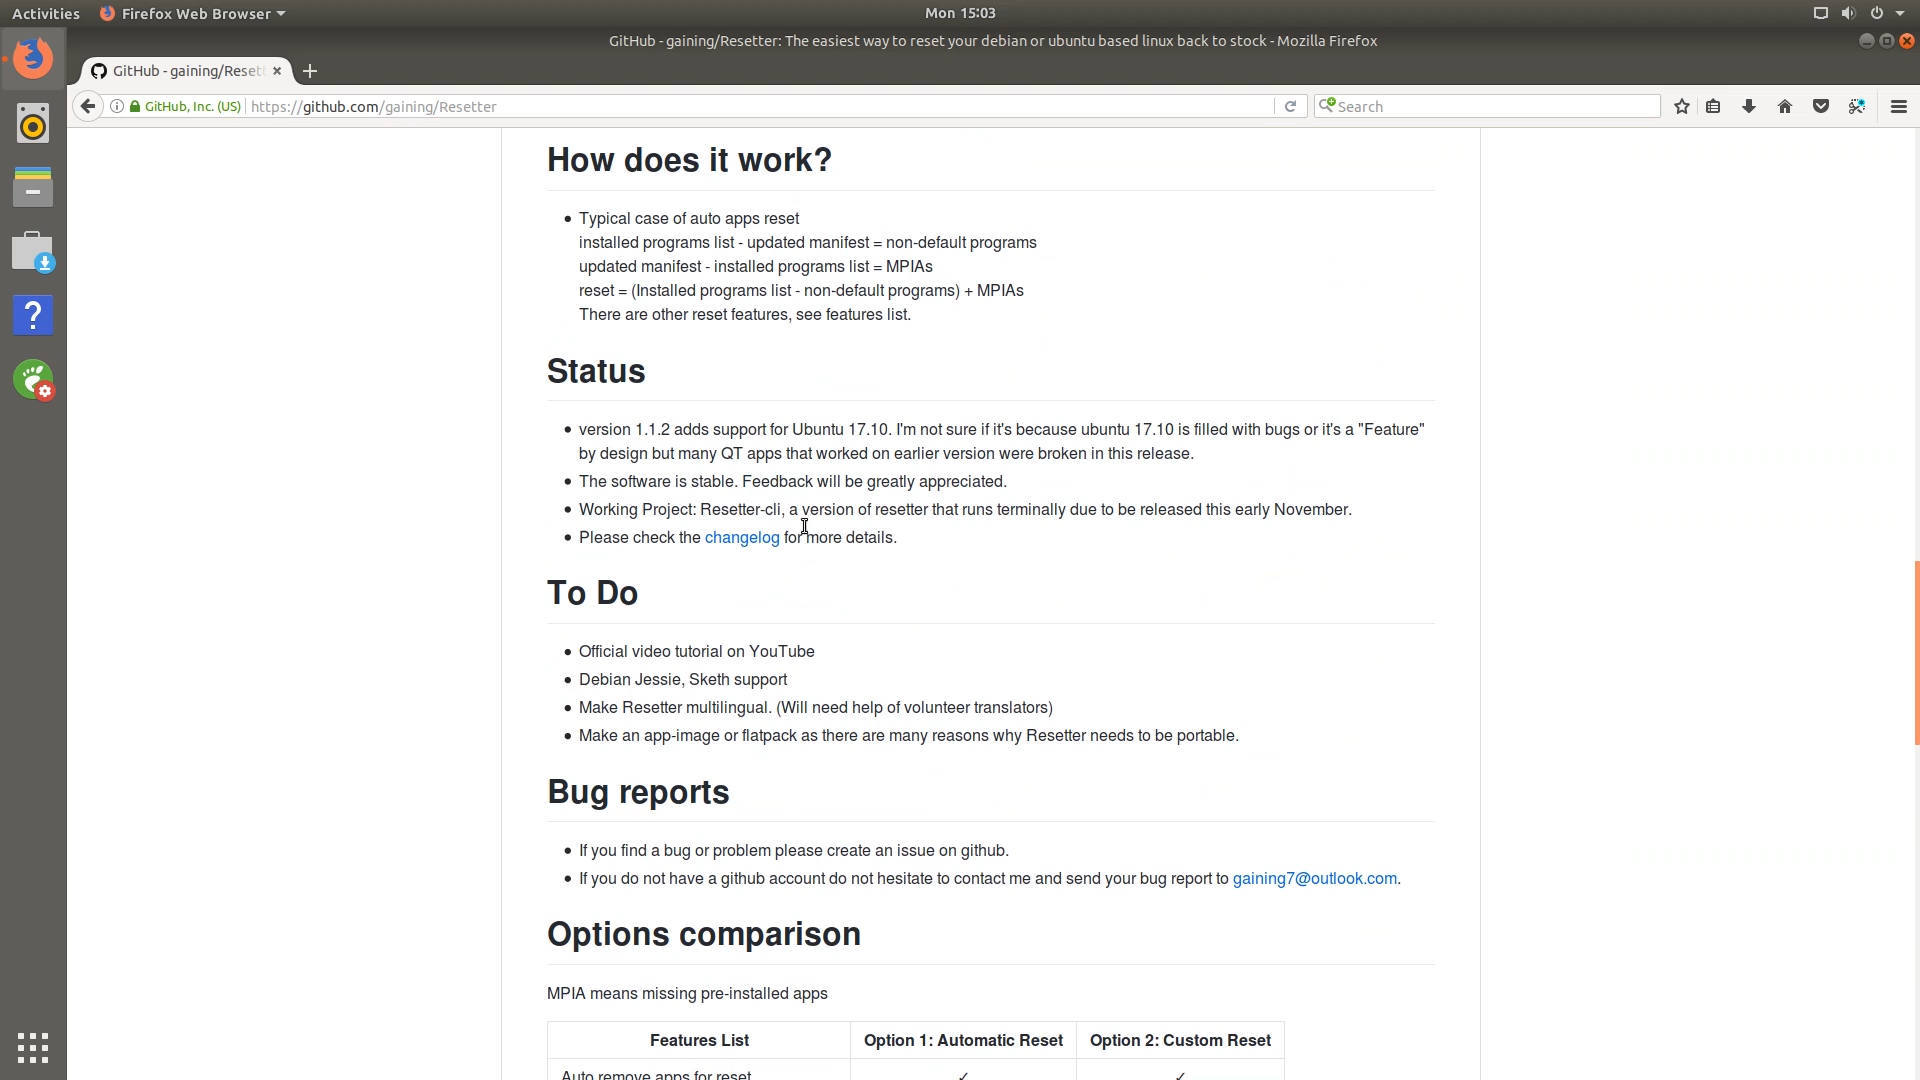 Activities Firefox Web Browser Mon 15:03
GitHub - gaining/Resetter: The easiest way to reset your debian or ubuntu based linux back to stock - Mozilla Firefox
GitHub - gaining/Resett
GitHub, Inc. (US) https://github.com/gaining/Resetter Search
How does it work?
Typical case of auto apps reset
installed programs list - updated manifest = non-default programs
updated manifest - installed programs list = MPIAs
reset = (Installed programs list - non-default programs) + MPIAs
There are other reset features, see features list.
Status
version 1.1.2 adds support for Ubuntu 17.10. I'm not sure if it's because ubuntu 17.10 is filled with bugs or it's a "Feature"
by design but many QT apps that worked on earlier version were broken in this release.
The software is stable. Feedback will be greatly appreciated.
Working Project: Resetter-cli, a version of resetter that runs terminally due to be released this early November.
Please check the changelog for more details.
To Do
Official video tutorial on YouTube
Debian Jessie, Sketh support
Make Resetter multilingual. (Will need help of volunteer translators)
Make an app-image or flatpack as there are many reasons why Resetter needs to be portable.
Bug reports
If you find a bug or problem please create an issue on github.
If you do not have a github account do not hesitate to contact me and send your bug report to gaining7@outlook.com.
Options comparison
MPIA means missing pre-installed apps
Features List Option 1: Automatic Reset Option 2: Custom Reset
Auto remove apps for reset ✓ ✓